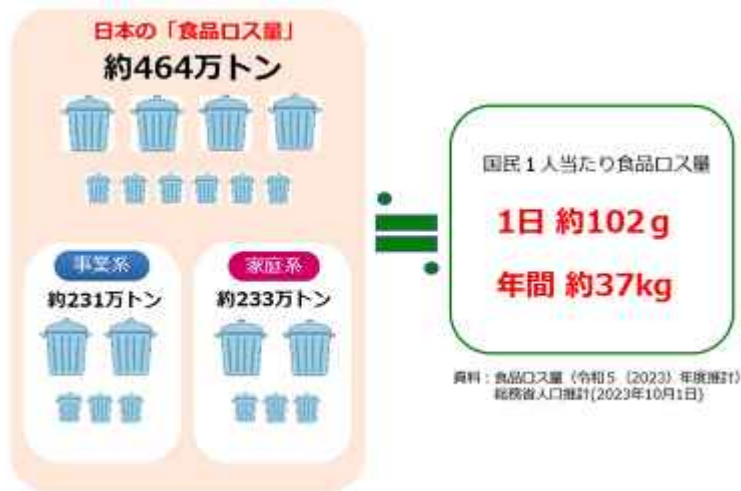 日本の「食品ロス量」
約464万トン
事業系
約231万トン
家庭系
約233万トン
国民1人当たり食品ロス量
1日 約102g
年間 約37kg
資料：食品ロス量（令和5（2023）年度推計）
総務省人口推計(2023年10月1日)